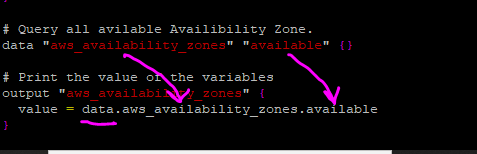 }
# Query all avilable Availibility Zone.
data "aws_availability_zones" "available" {}
# Print the value of the variables
output "aws_availability_zones" {
value = data.aws_availability_zones.available
}